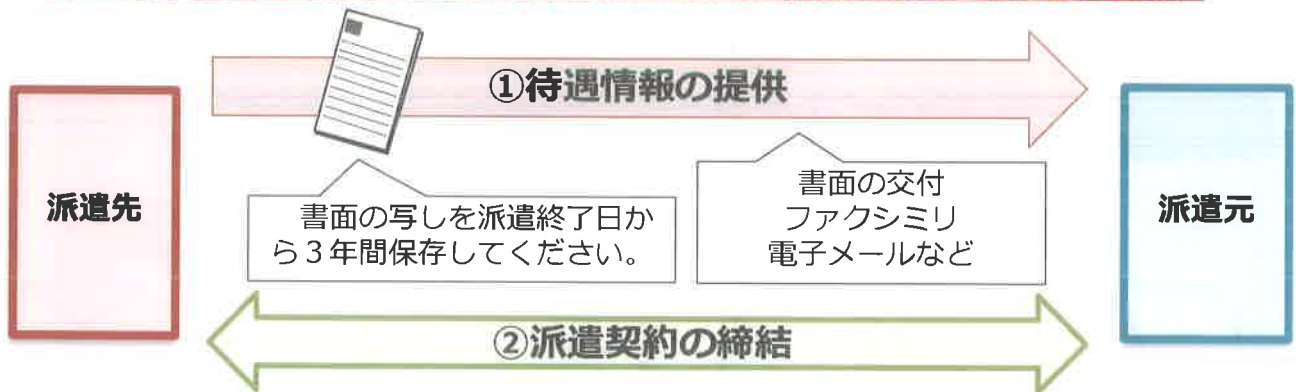 ①待遇情報の提供
派遣先
書面の写しを派遣終了日か
ら３年間保存してください。
書面の交付
ファクシミリ
電子メールなど
派遣元
②派遣契約の締結